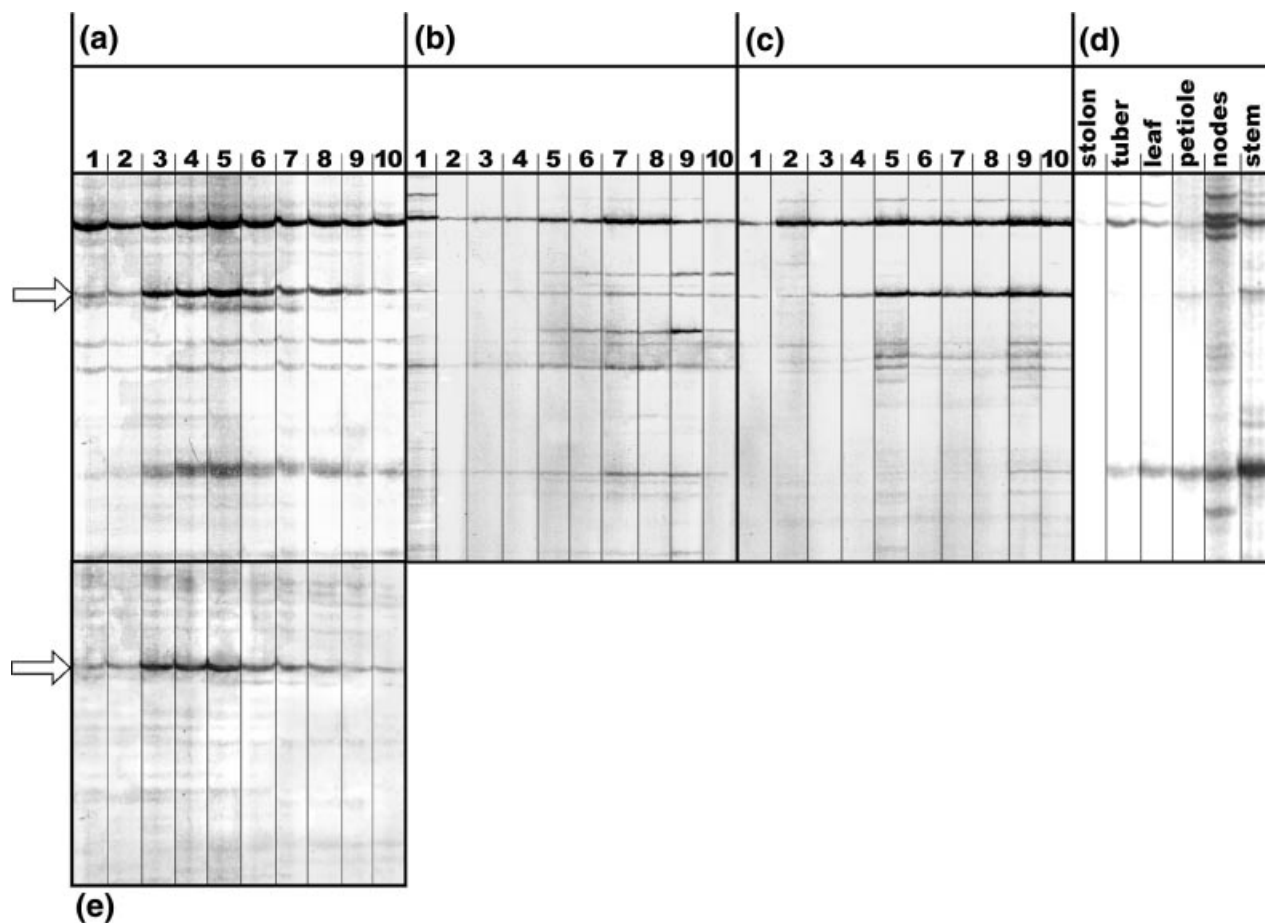 (a) (b) (c) (d)
1 2 3 4 5 6 7 8 9 10 1 2 3 4 5 6 7 8 9 10 1 2 3 4 5 6 7 8 9 10 stolon tuber leaf petiole nodes stem
(e)